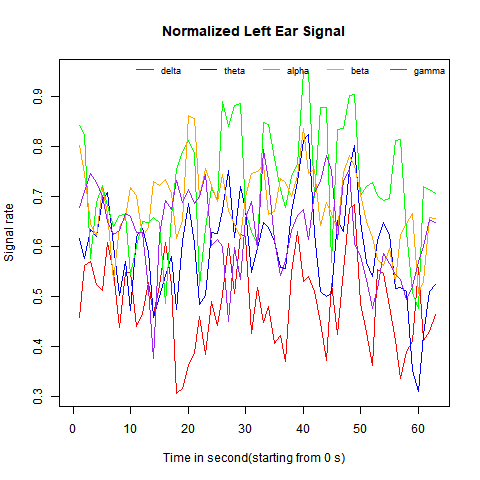 Normalized Left Ear Signal
delta theta alpha beta gamma
Signal rate
0.9
0.8
0.7
0.6
0.5
0.4
0.3
0 10 20 30 40 50 60
Time in second(starting from 0 s)